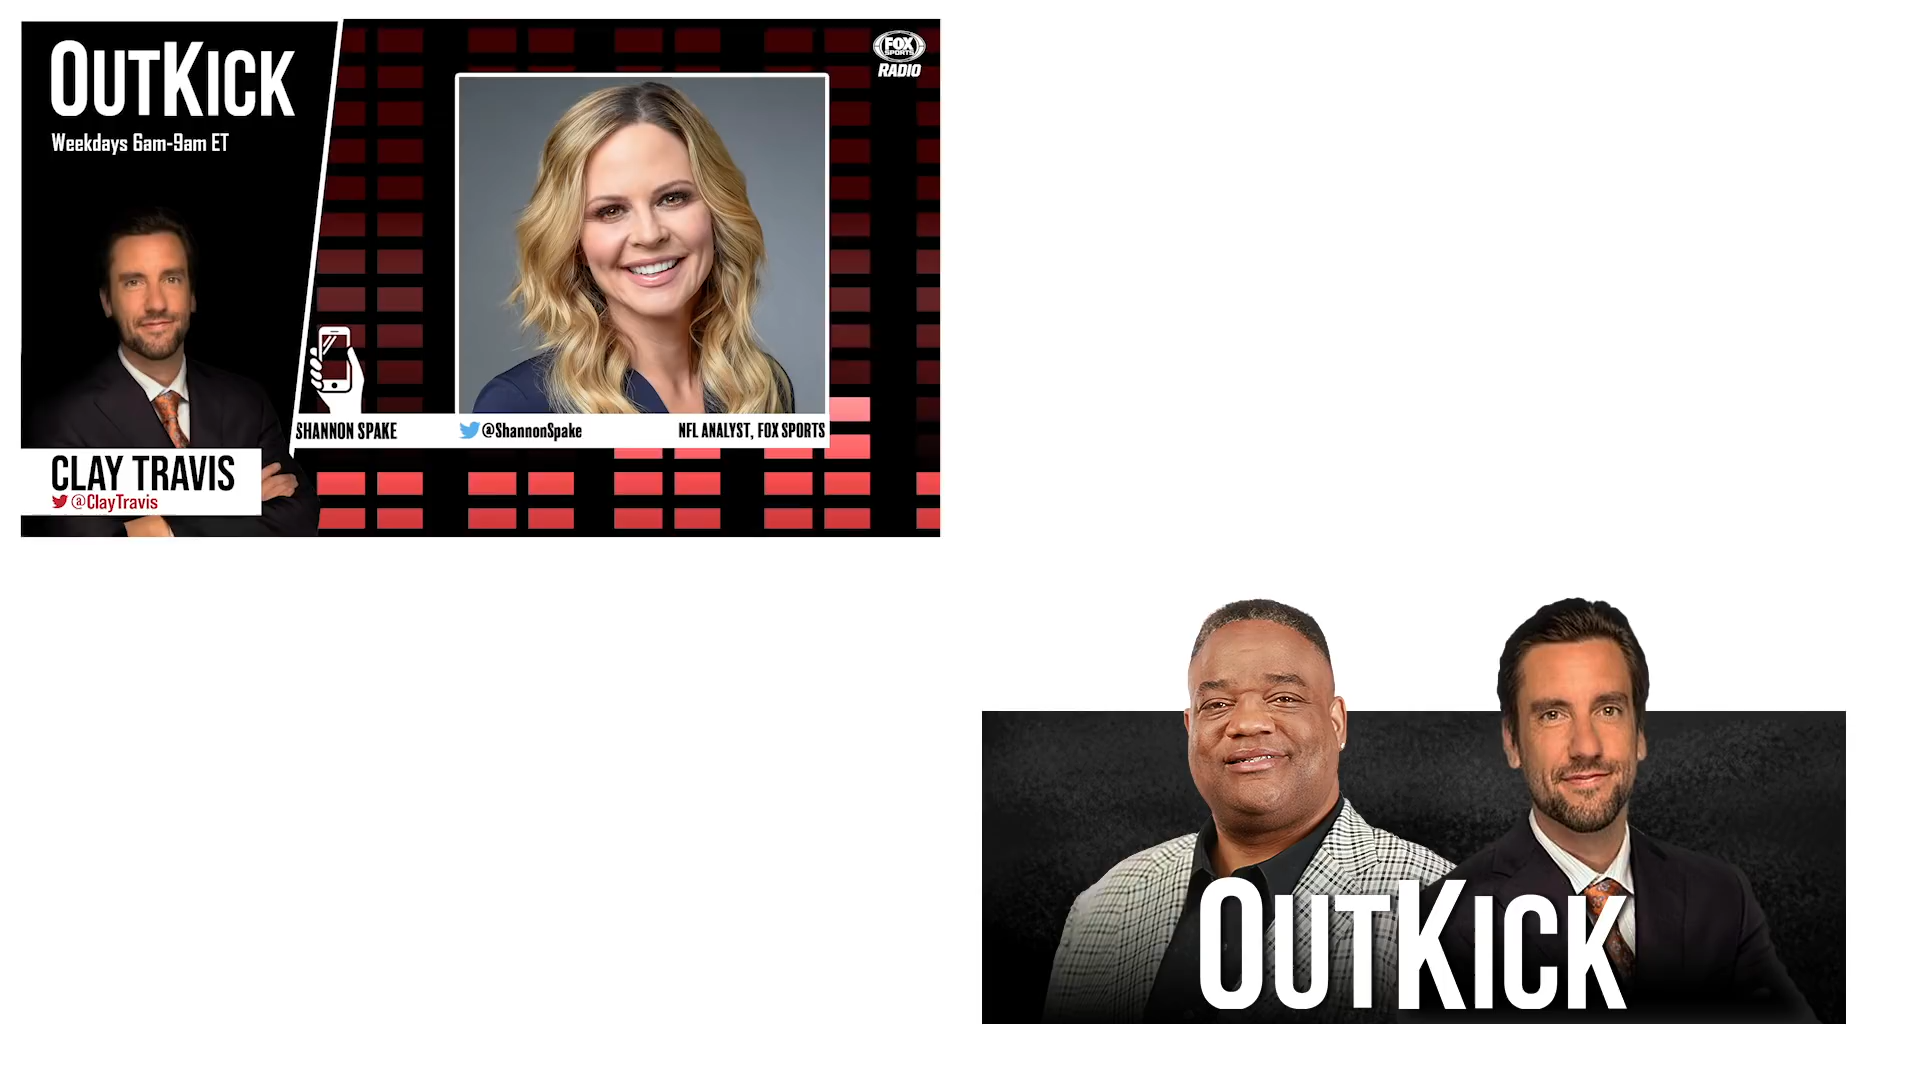 OUTKICK
Weekdays 6am-9am ET
FOX
SPORTS
RADIO
SHANNON SPAKE
@ShannonSpake
NFL ANALYST, FOX SPORTS
CLAY TRAVIS
@ClayTravis
OUTKICK